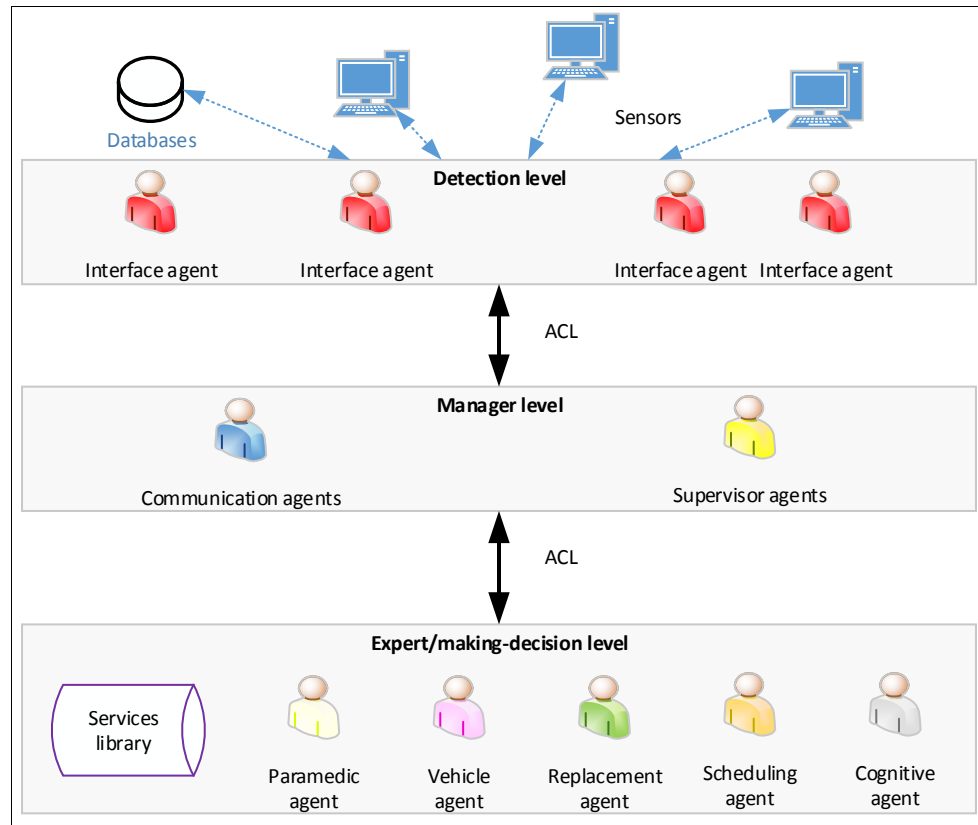 Sensors
Databases
Detection level
Interface agent
Interface agent
Interface agent
Interface agent
ACL
Manager level
Communication agents
Supervisor agents
ACL
Expert/making-decision level
Services
library
Paramedic
agent
Vehicle
agent
Replacement
agent
Scheduling
agent
Cognitive
agent